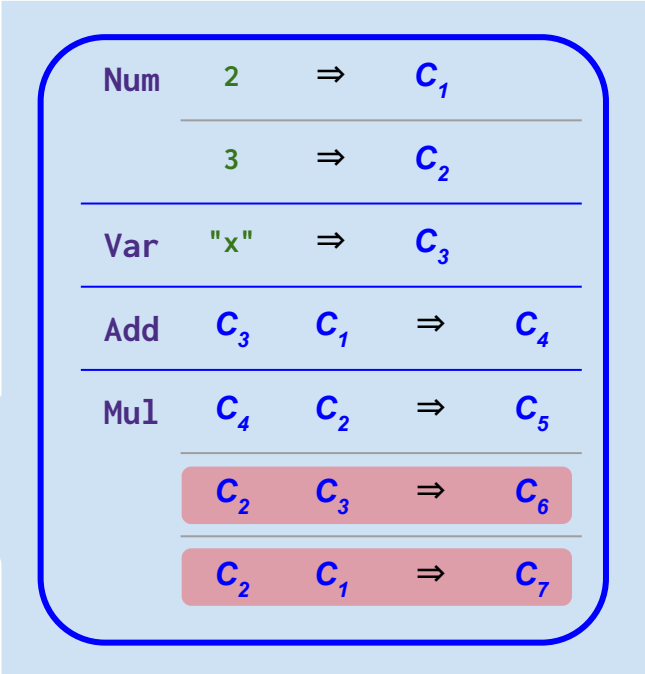 Num 2 ⇒ C₁
3 ⇒ C₂
Var "x" ⇒ C₃
Add C₃ C₁ ⇒ C₄
Mul C₄ C₂ ⇒ C₅
C₂ C₃ ⇒ C₆
C₂ C₁ ⇒ C₇